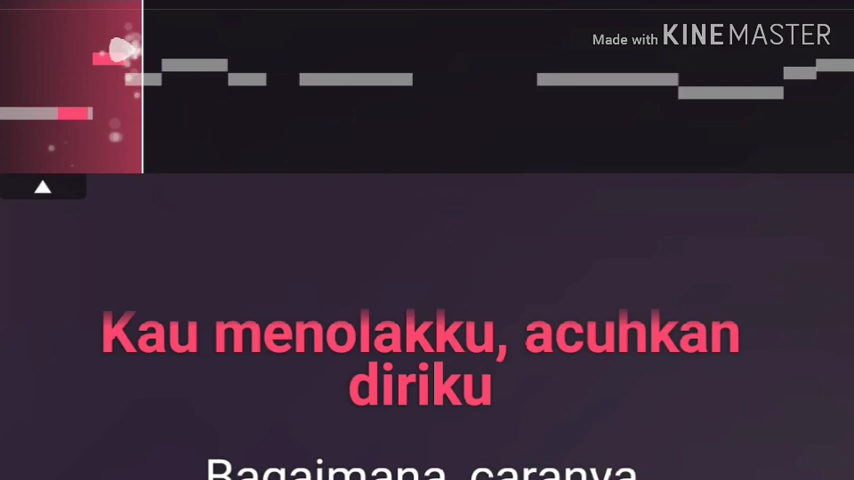 Made with KINEMASTER
Kau menolakku, acuhkan
diriku
Bagaimana caranya